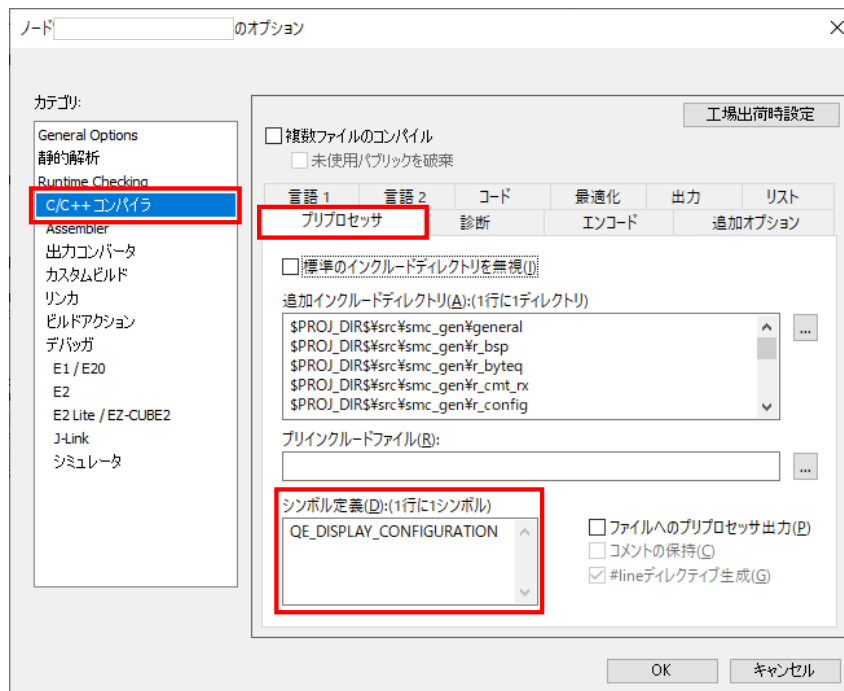 ノード のオプション
カテゴリ:
General Options
静的解析
Runtime Checking
C/C++ コンパイラ
Assembler
出力コンバータ
カスタムビルド
リンカ
ビルドアクション
デバッガ
E1 / E20
E2
E2 Lite / EZ-CUBE2
J-Link
シミュレータ
工場出荷時設定
複数ファイルのコンパイル
未使用パブリックを破棄
言語 1 言語 2 コード 最適化 出力 リスト
プリプロセッサ 診断 エンコード 追加オプション
標準のインクルードディレクトリを無視(I)
追加インクルードディレクトリ(A):(1行に1ディレクトリ)
$PROJ_DIR$¥src¥smc_gen¥general
$PROJ_DIR$¥src¥smc_gen¥r_bsp
$PROJ_DIR$¥src¥smc_gen¥r_byteq
$PROJ_DIR$¥src¥smc_gen¥r_cmt_rx
$PROJ_DIR$¥src¥smc_gen¥r_config
...
プリインクルードファイル(R):
...
シンボル定義(D):(1行に1シンボル)
QE_DISPLAY_CONFIGURATION
ファイルへのプリプロセッサ出力(P)
コメントの保持(C)
#lineディレクティブ生成(G)
OK キャンセル